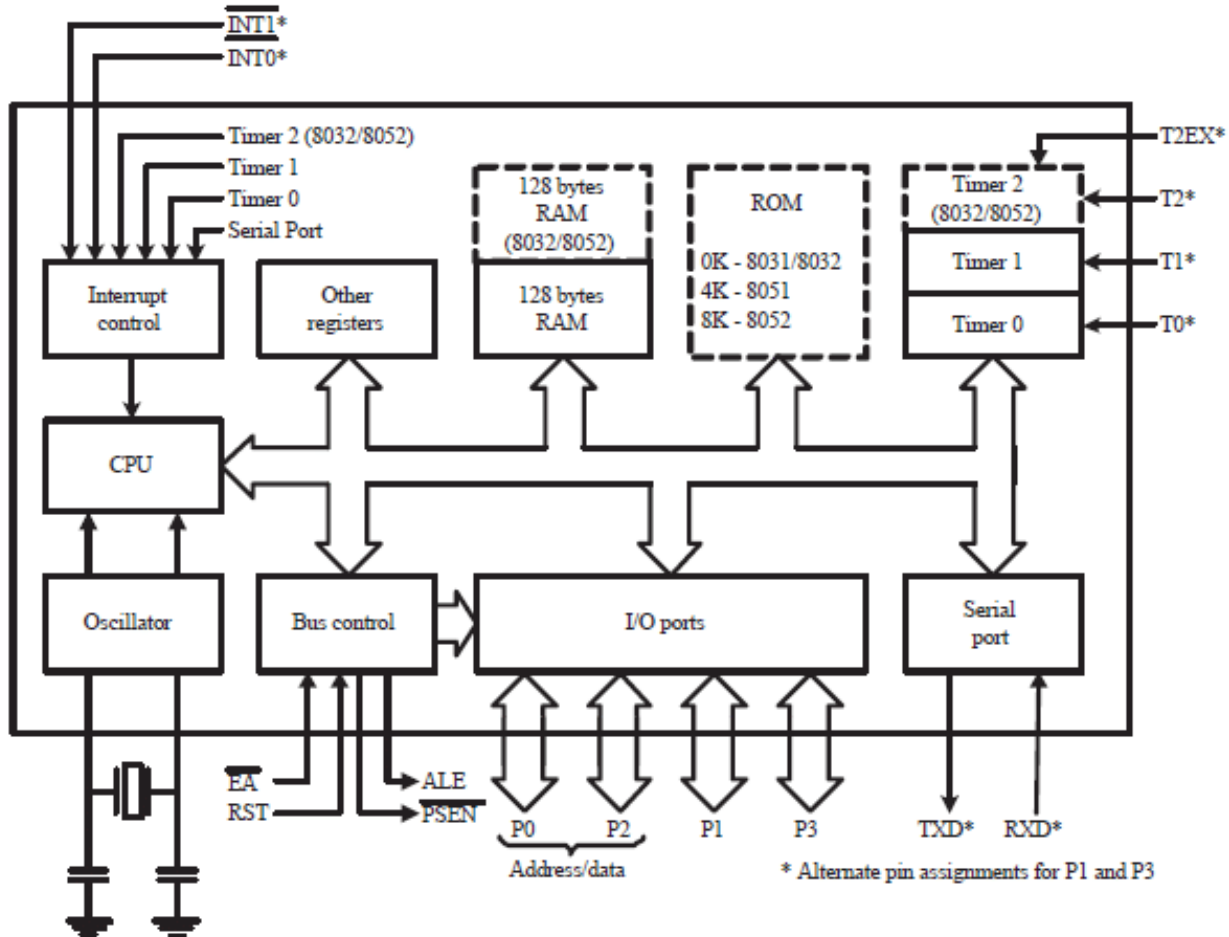 INT1*
INT0*
Timer 2 (8032/8052)
Timer 1
Timer 0
Serial Port
T2EX*
T2*
T1*
T0*
Interrupt
control
Other
registers
128 bytes
RAM
(8032/8052)
128 bytes
RAM
ROM
0K - 8031/8032
4K - 8051
8K - 8052
Timer 2
(8032/8052)
Timer 1
Timer 0
CPU
Oscillator
Bus control
I/O ports
Serial
port
EA
RST
ALE
PSEN
P0
P2
P1
P3
TXD*
RXD*
Address/data
* Alternate pin assignments for P1 and P3